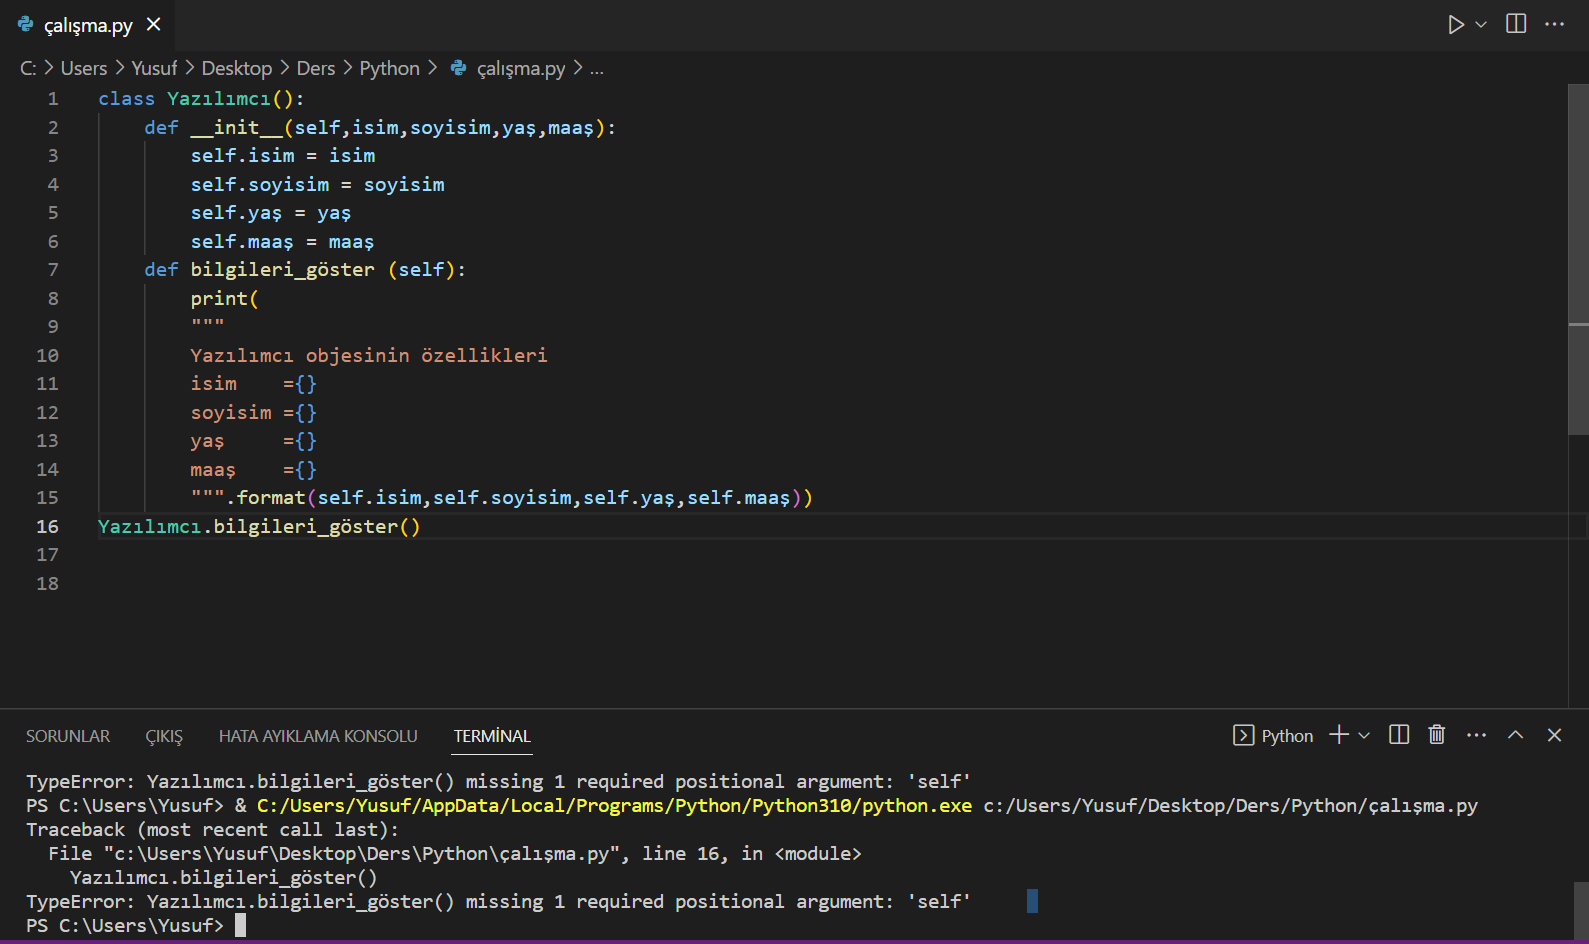 çalışma.py
C: > Users > Yusuf > Desktop > Ders > Python > çalışma.py > ...
1 class Yazılımcı():
2     def __init__(self,isim,soyisim,yaş,maaş):
3         self.isim = isim
4         self.soyisim = soyisim
5         self.yaş = yaş
6         self.maaş = maaş
7     def bilgileri_göster (self):
8         print(
9         """
10         Yazılımcı objesinin özellikleri
11         isim    ={}
12         soyisim ={}
13         yaş     ={}
14         maaş    ={}
15         """.format(self.isim,self.soyisim,self.yaş,self.maaş))
16 Yazılımcı.bilgileri_göster()
17
18
SORUNLAR ÇIKIŞ HATA AYIKLAMA KONSOLU TERMİNAL Python
TypeError: Yazılımcı.bilgileri_göster() missing 1 required positional argument: 'self'
PS C:\Users\Yusuf> & C:/Users/Yusuf/AppData/Local/Programs/Python/Python310/python.exe c:/Users/Yusuf/Desktop/Ders/Python/çalışma.py
Traceback (most recent call last):
  File "c:\Users\Yusuf\Desktop\Ders\Python\çalışma.py", line 16, in <module>
    Yazılımcı.bilgileri_göster()
TypeError: Yazılımcı.bilgileri_göster() missing 1 required positional argument: 'self'
PS C:\Users\Yusuf>